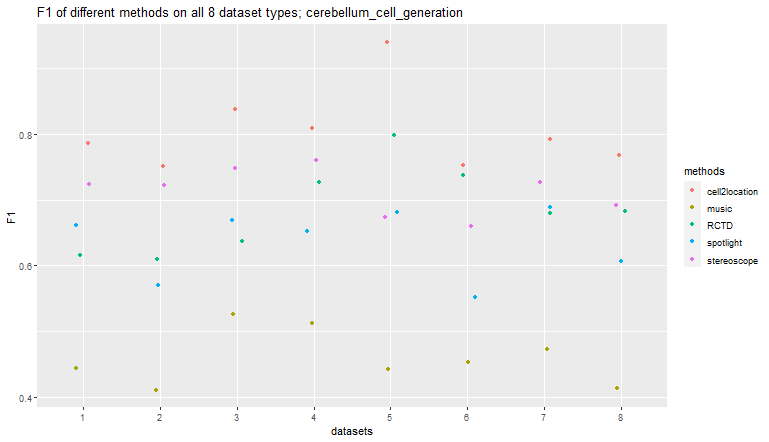 F1 of different methods on all 8 dataset types; cerebellum_cell_generation
F1
0.8
0.6
0.4
1 2 3 4 5 6 7 8
datasets
methods
cell2location
music
RCTD
spotlight
stereoscope